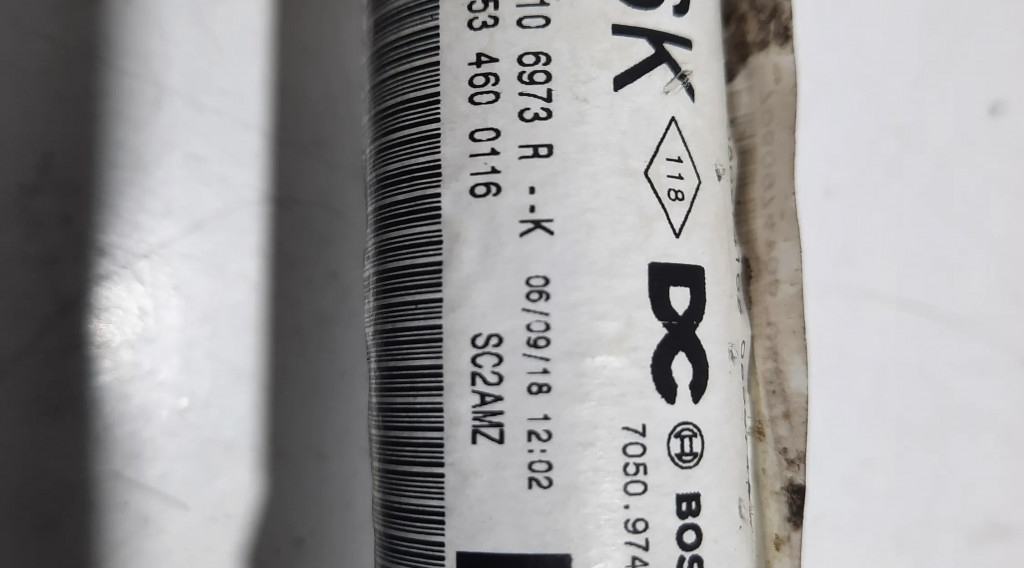 SK 118 DC BOS
7050.974
10 6973 R --K 06/09/18 12:02
53 460 0116 SC2AMZ